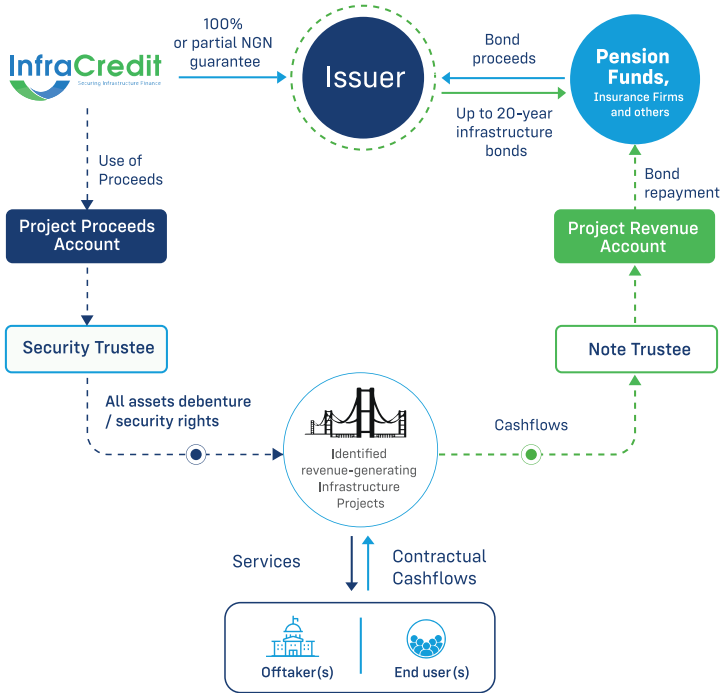 InfraCredit
Securing Infrastructure Finance
100%
or partial NGN
guarantee
Issuer
Bond
proceeds
Up to 20-year
infrastructure
bonds
Pension
Funds,
Insurance Firms
and others
Use of
Proceeds
Bond
repayment
Project Proceeds
Account
Project Revenue
Account
Security Trustee
Note Trustee
All assets debenture
/ security rights
Cashflows
Identified
revenue-generating
Infrastructure
Projects
Services
Contractual
Cashflows
Offtaker(s)
End user(s)